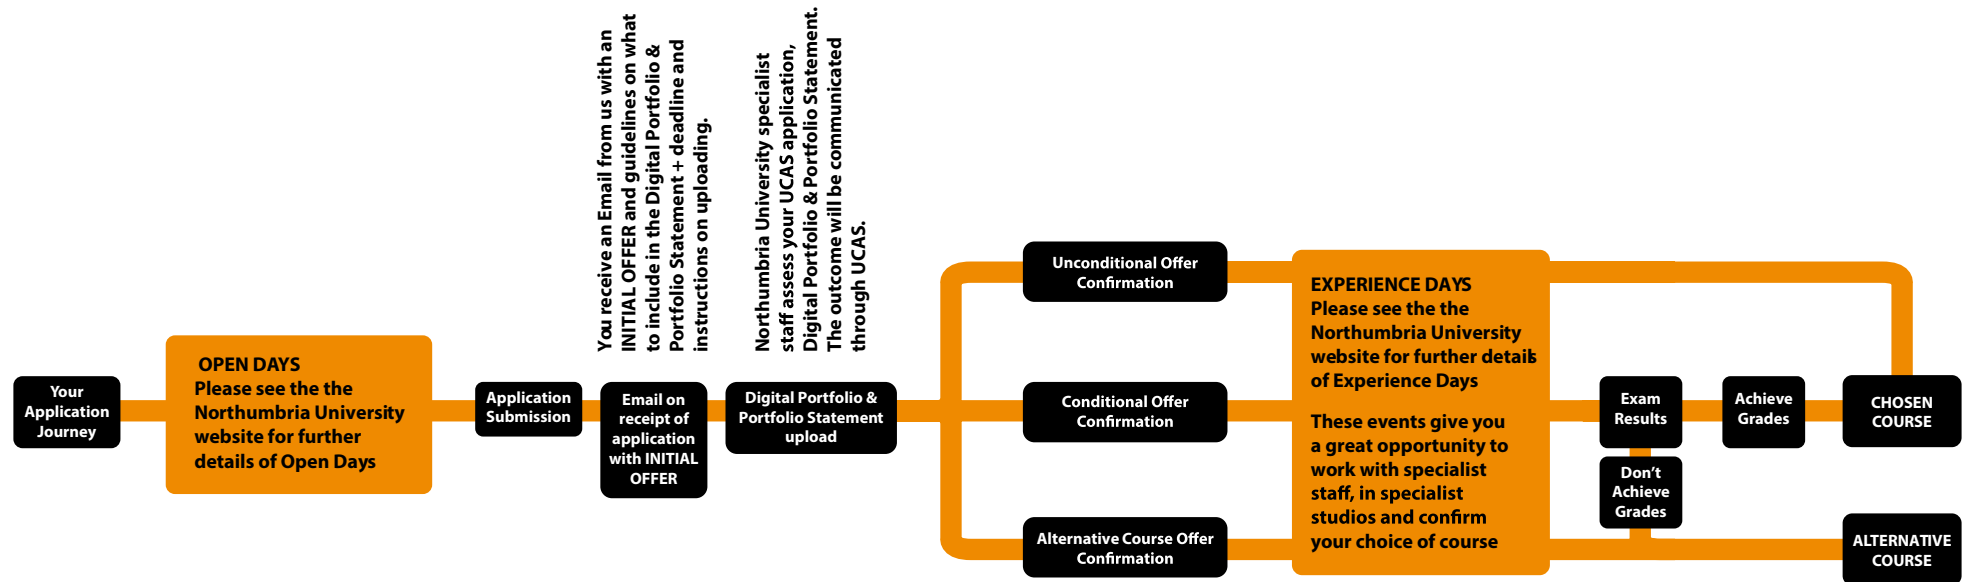 Your
Application
Journey
OPEN DAYS
Please see the the
Northumbria University
website for further
details of Open Days
Application
Submission
You receive an Email from us with an
INITIAL OFFER and guidelines on what
to include in the Digital Portfolio &
Portfolio Statement + deadline and
instructions on uploading.
Email on
receipt of
application
with INITIAL
OFFER
Northumbria University specialist
staff assess your UCAS application,
Digital Portfolio & Portfolio Statement.
The outcome will be communicated
through UCAS.
Digital Portfolio &
Portfolio Statement
upload
Unconditional Offer
Confirmation
Conditional Offer
Confirmation
Alternative Course Offer
Confirmation
EXPERIENCE DAYS
Please see the the
Northumbria University
website for further details
of Experience Days
These events give you
a great opportunity to
work with specialist
staff, in specialist
studios and confirm
your choice of course
Exam
Results
Achieve
Grades
CHOSEN
COURSE
Don’t
Achieve
Grades
ALTERNATIVE
COURSE